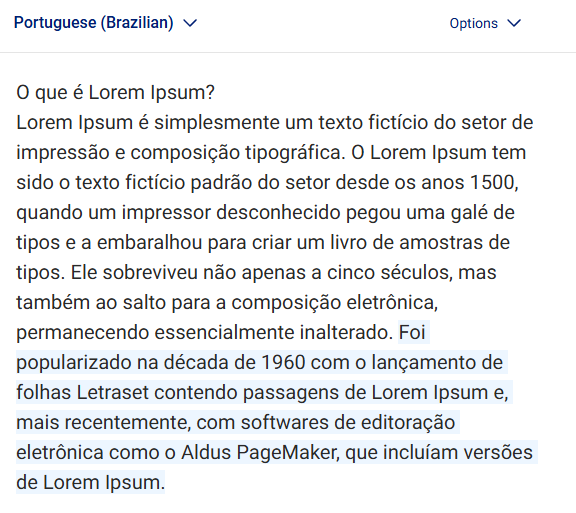 Portuguese (Brazilian)
Options
O que é Lorem Ipsum?
Lorem Ipsum é simplesmente um texto fictício do setor de
impressão e composição tipográfica. O Lorem Ipsum tem
sido o texto fictício padrão do setor desde os anos 1500,
quando um impressor desconhecido pegou uma galé de
tipos e a embaralhou para criar um livro de amostras de
tipos. Ele sobreviveu não apenas a cinco séculos, mas
também ao salto para a composição eletrônica,
permanecendo essencialmente inalterado. Foi
popularizado na década de 1960 com o lançamento de
folhas Letraset contendo passagens de Lorem Ipsum e,
mais recentemente, com softwares de editoração
eletrônica como o Aldus PageMaker, que incluíam versões
de Lorem Ipsum.